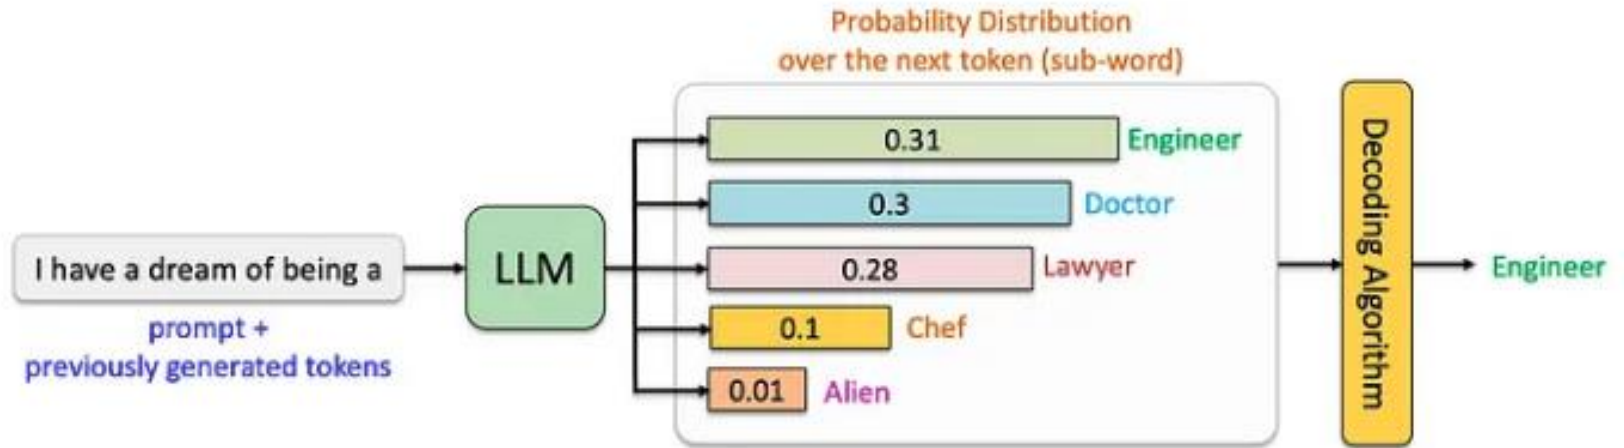 Probability Distribution
over the next token (sub-word)
I have a dream of being a
prompt +
previously generated tokens
LLM
0.31 Engineer
0.3 Doctor
0.28 Lawyer
0.1 Chef
0.01 Alien
Decoding Algorithm
Engineer